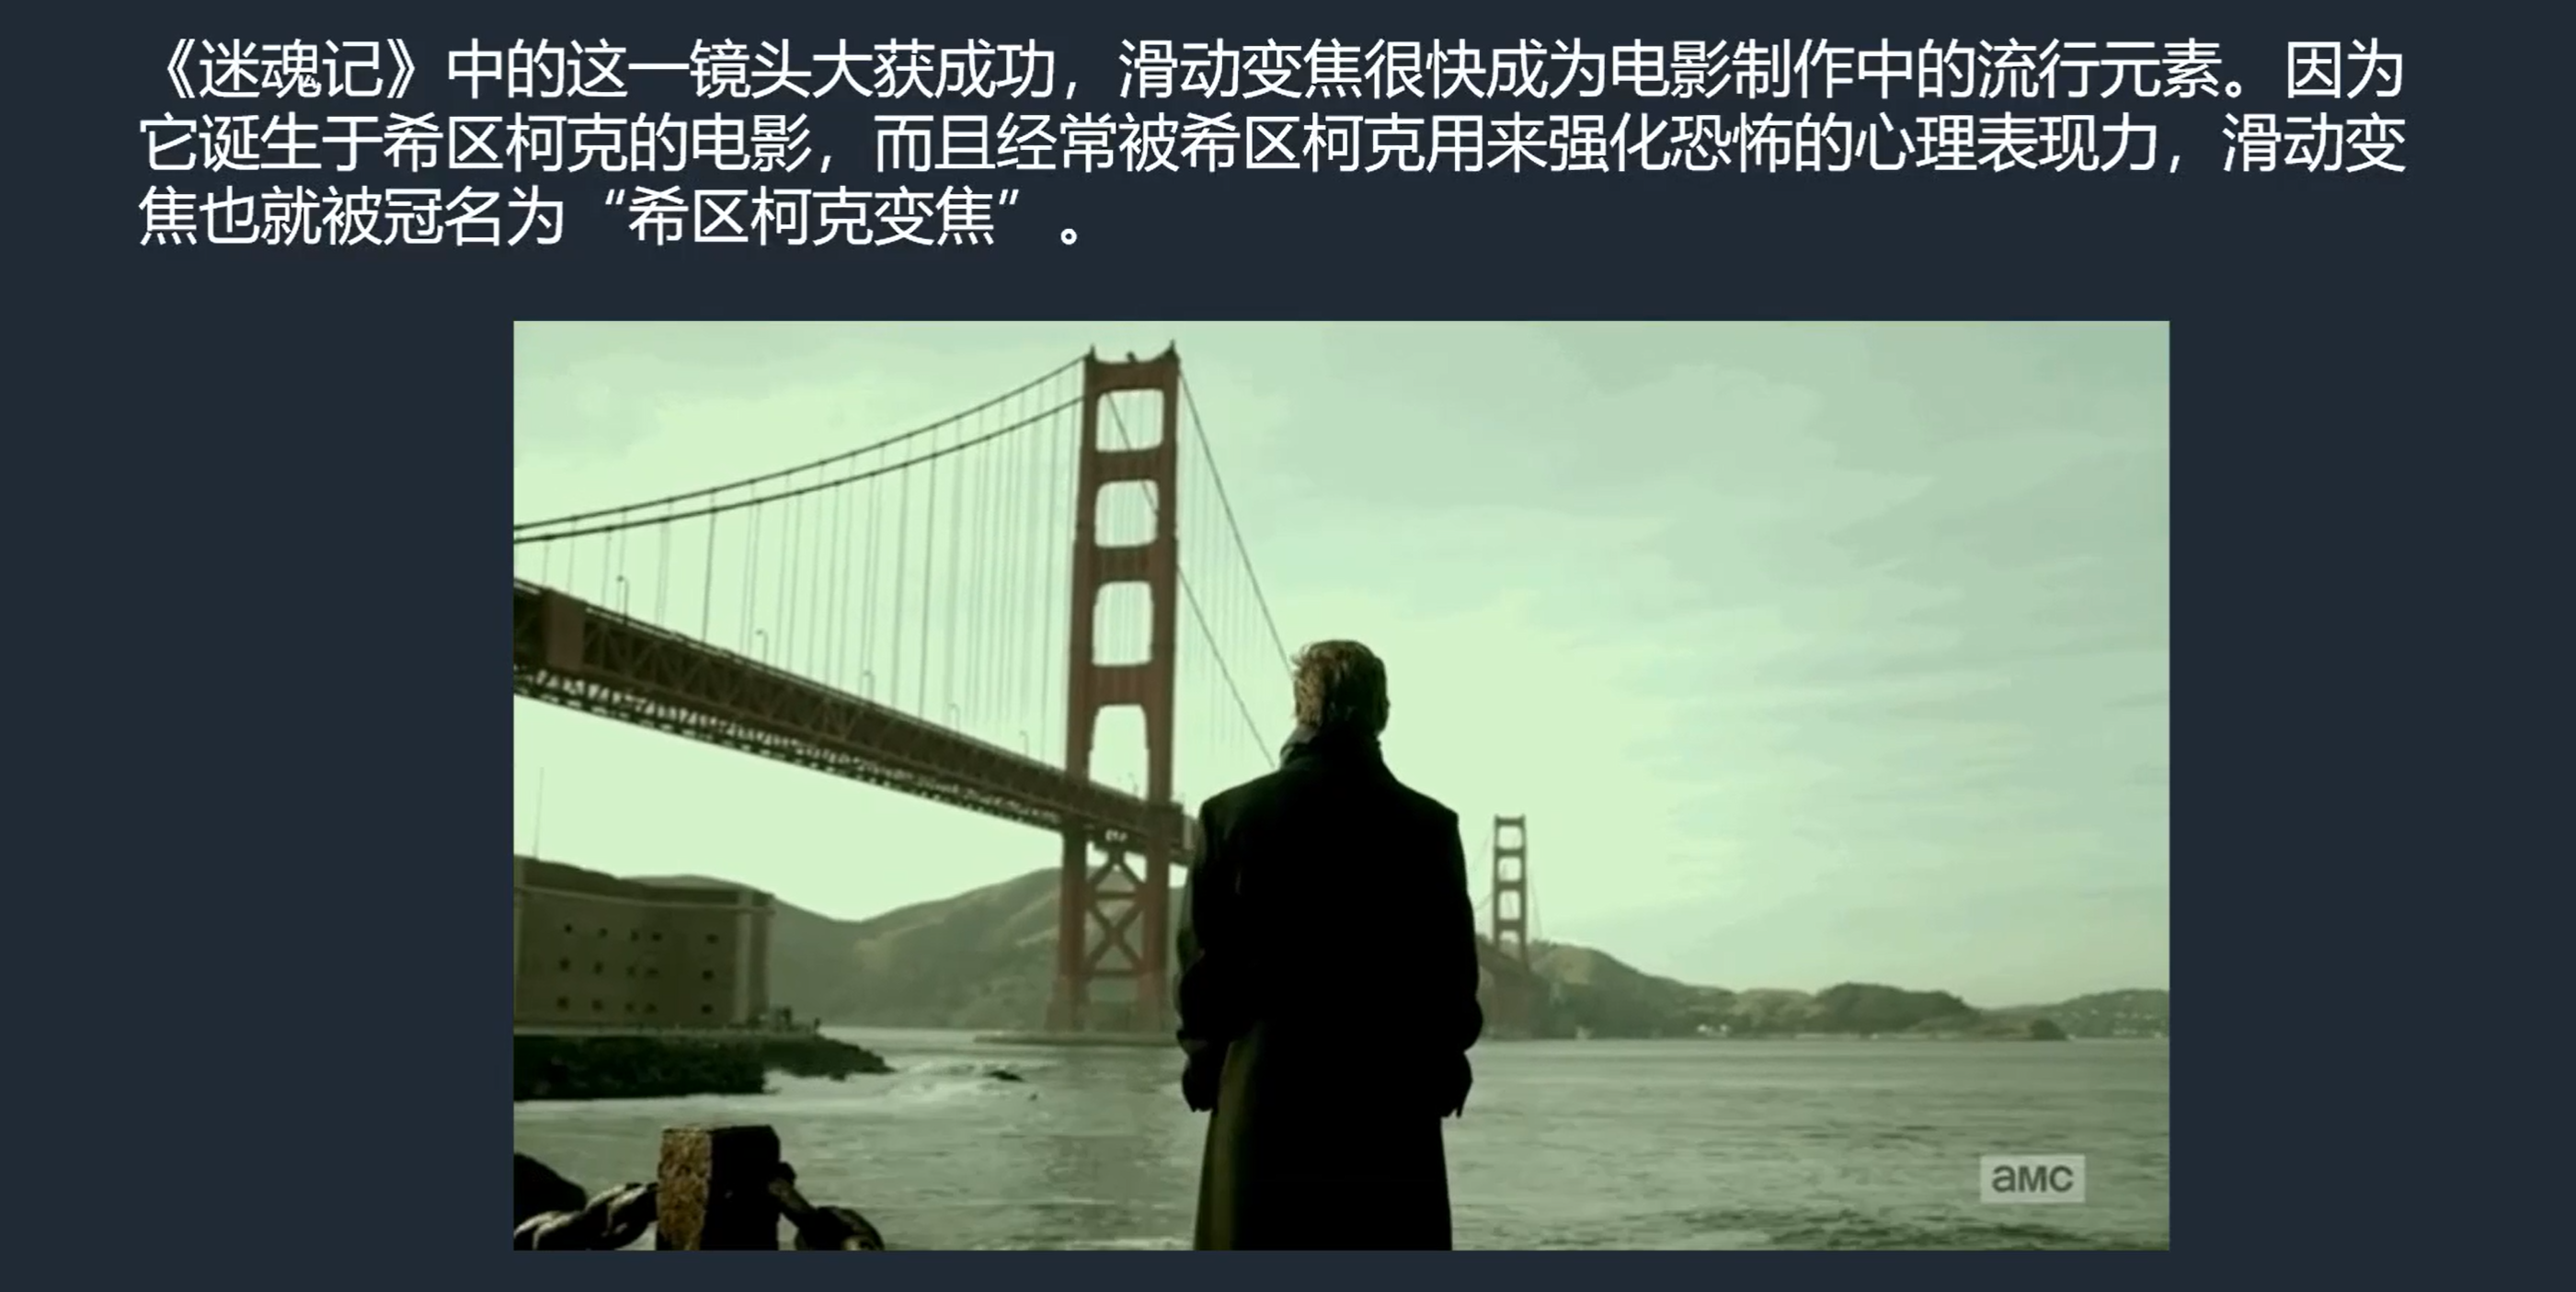 《迷魂记》中的这一镜头大获成功，滑动变焦很快成为电影制作中的流行元素。因为
它诞生于希区柯克的电影，而且经常被希区柯克用来强化恐怖的心理表现力，滑动变
焦也就被冠名为“希区柯克变焦”。
aMC